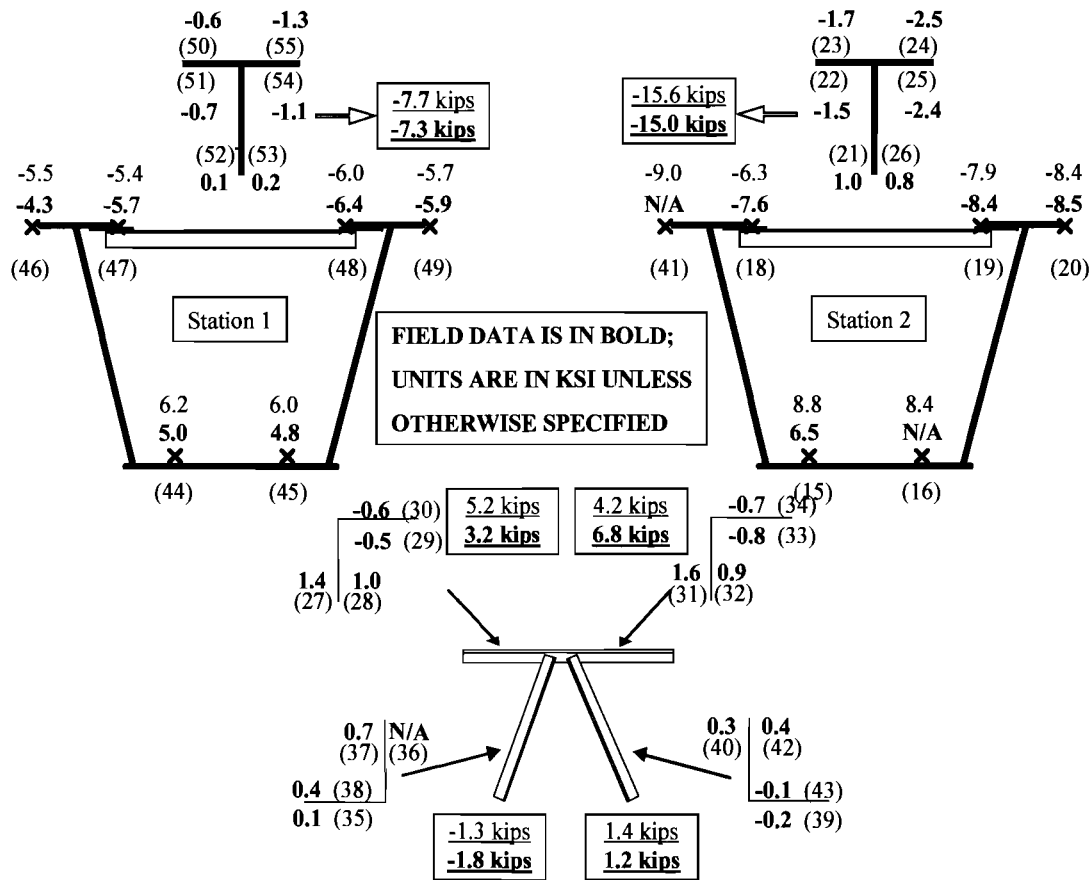 -0.6 -1.3
(50) (55)
(51) (54)
-0.7 -1.1
(52) (53)
0.1 0.2
-7.7 kips
-7.3 kips
-5.5 -5.4 -6.0 -5.7
-4.3 -5.7 -6.4 -5.9
(46) (47) (48) (49)
Station 1
6.2 6.0
5.0 4.8
(44) (45)
-1.7 -2.5
(23) (24)
(22) (25)
-1.5 -2.4
(21) (26)
1.0 0.8
-15.6 kips
-15.0 kips
-9.0 -6.3 -7.9 -8.4
N/A -7.6 -8.4 -8.5
(41) (18) (19) (20)
Station 2
8.8 8.4
6.5 N/A
(15) (16)
FIELD DATA IS IN BOLD;
UNITS ARE IN KSI UNLESS
OTHERWISE SPECIFIED
-0.6 (30)
-0.5 (29)
1.4 1.0
(27) (28)
5.2 kips
3.2 kips
4.2 kips
6.8 kips
-0.7 (34)
-0.8 (33)
1.6 0.9
(31) (32)
0.7 N/A
(37) (36)
0.4 (38)
0.1 (35)
-1.3 kips
-1.8 kips
1.4 kips
1.2 kips
0.3 0.4
(40) (42)
-0.1 (43)
-0.2 (39)